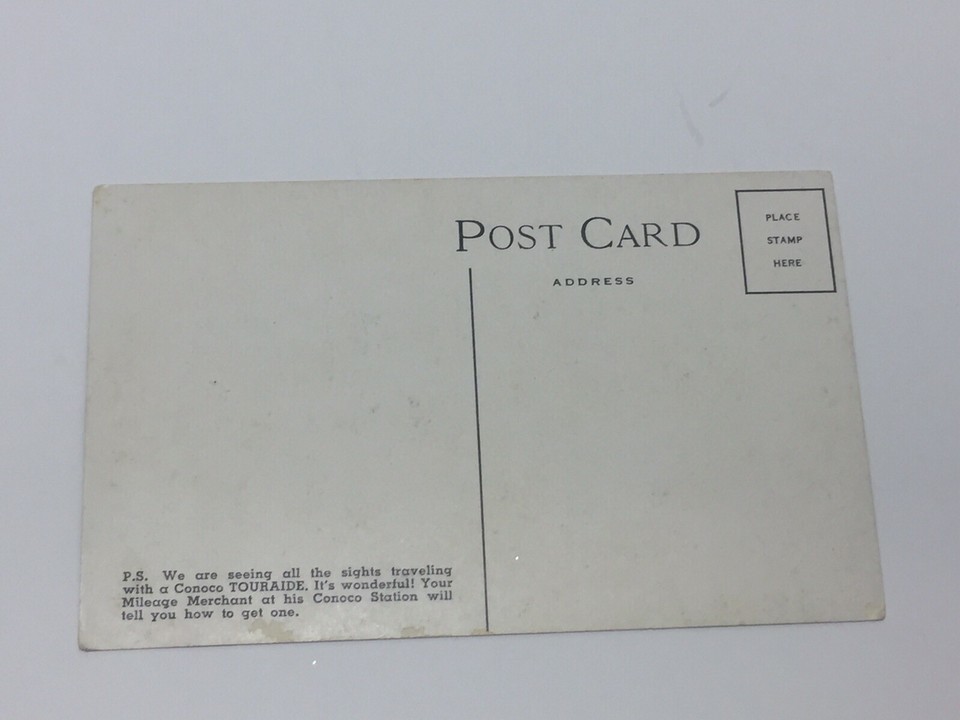 POST CARD
ADDRESS
PLACE
STAMP
HERE
P.S. We are seeing all the sights traveling
with a Conoco TOURAIDE. It's wonderful! Your
Mileage Merchant at his Conoco Station will
tell you how to get one.